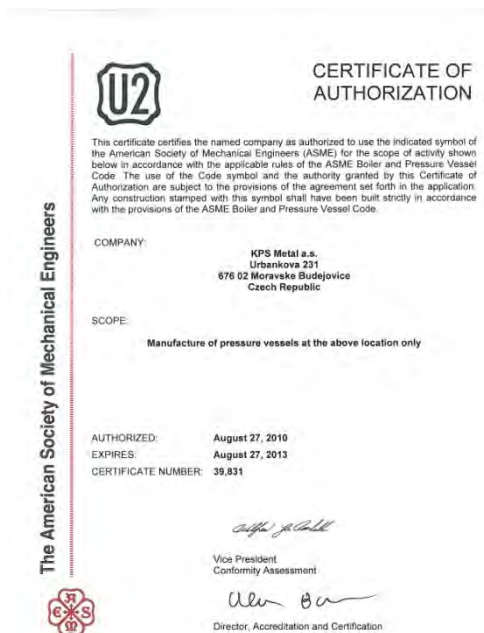 U2
CERTIFICATE OF
AUTHORIZATION
This certificate certifies the named company as authorized to use the indicated symbol of
the American Society of Mechanical Engineers (ASME) for the scope of activity shown
below in accordance with the applicable rules of the ASME Boiler and Pressure Vessel
Code. The use of the Code symbol and the authority granted by this Certificate of
Authorization are subject to the provisions of the agreement set forth in the application.
Any construction stamped with this symbol shall have been built strictly in accordance
with the provisions of the ASME Boiler and Pressure Vessel Code.
COMPANY:
KPS Metal a.s.
Urbankova 231
676 02 Moravske Budejovice
Czech Republic
SCOPE:
Manufacture of pressure vessels at the above location only
AUTHORIZED: August 27, 2010
EXPIRES: August 27, 2013
CERTIFICATE NUMBER: 39,831
Vice President
Conformity Assessment
Director, Accreditation and Certification
The American Society of Mechanical Engineers
A
S
M
E